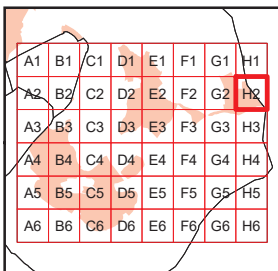 A1 B1 C1 D1 E1 F1 G1 H1
A2 B2 C2 D2 E2 F2 G2 H2
A3 B3 C3 D3 E3 F3 G3 H3
A4 B4 C4 D4 E4 F4 G4 H4
A5 B5 C5 D5 E5 F5 G5 H5
A6 B6 C6 D6 E6 F6 G6 H6